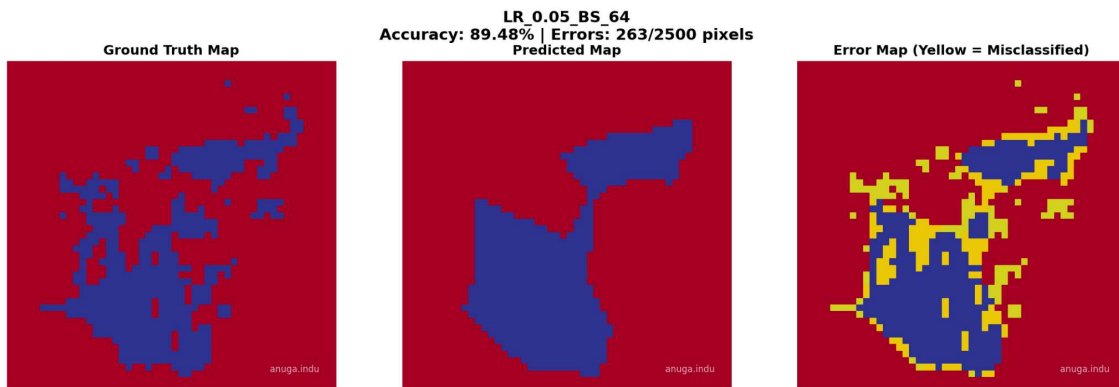 LR_0.05_BS_64
Accuracy: 89.48% | Errors: 263/2500 pixels
Ground Truth Map
Predicted Map
Error Map (Yellow = Misclassified)
anuga.indu
anuga.indu